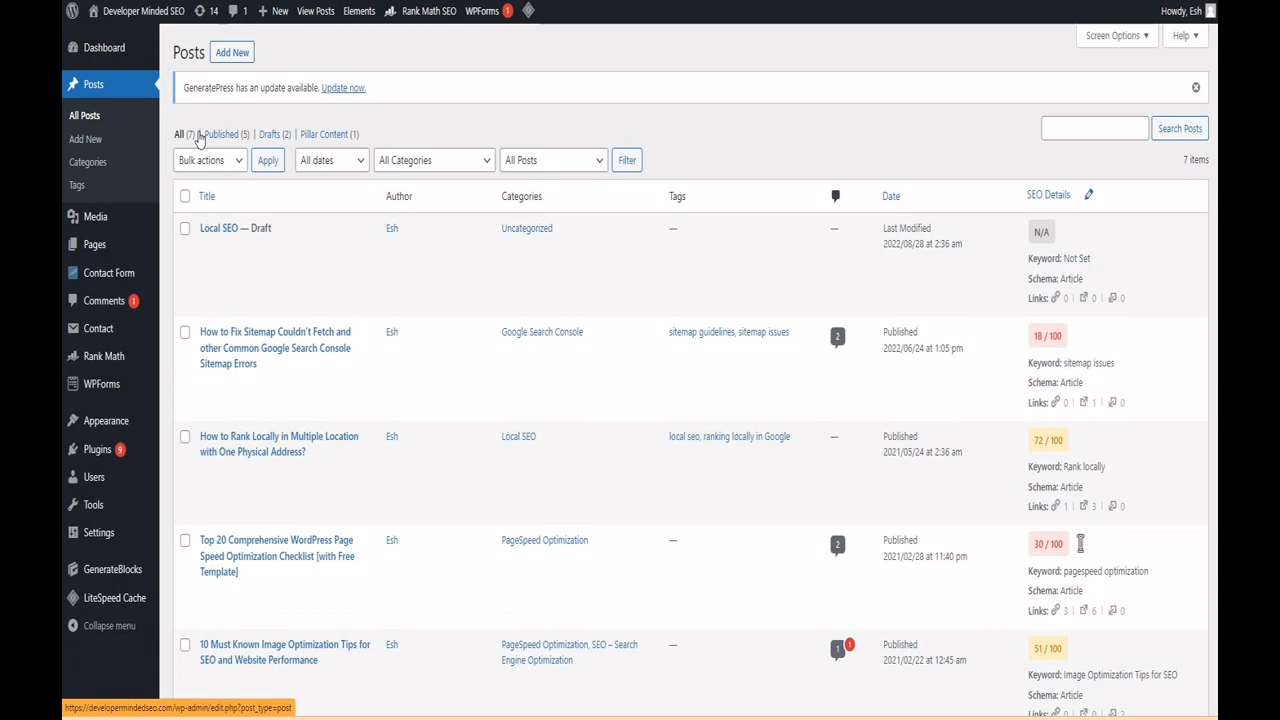 Developer Minded SEO 14 1 + New View Posts Elements Rank Math SEO WPForms 1 Howdy, Esh
Screen Options ▾ Help ▾
Dashboard
Posts
All Posts
Add New
Categories
Tags
Media
Pages
Contact Form
Comments 1
Contact
Rank Math
WPForms
Appearance
Plugins 9
Users
Tools
Settings
GenerateBlocks
LiteSpeed Cache
Collapse menu
Posts Add New
GeneratePress has an update available. Update now.
All (7) | Published (5) | Drafts (2) | Pillar Content (1)
Search Posts
Bulk actions Apply All dates All Categories All Posts Filter 7 items
Title Author Categories Tags Date SEO Details
Local SEO — Draft Esh Uncategorized — — Last Modified
2022/08/28 at 2:36 am
N/A
Keyword: Not Set
Schema: Article
Links: 0 | 0 | 0
How to Fix Sitemap Couldn't Fetch and
other Common Google Search Console
Sitemap Errors
Esh Google Search Console sitemap guidelines, sitemap issues 2 Published
2022/06/24 at 1:05 pm
18 / 100
Keyword: sitemap issues
Schema: Article
Links: 0 | 1 | 0
How to Rank Locally in Multiple Location
with One Physical Address?
Esh Local SEO local seo, ranking locally in Google — Published
2021/05/24 at 2:36 am
72 / 100
Keyword: Rank locally
Schema: Article
Links: 1 | 3 | 0
Top 20 Comprehensive WordPress Page
Speed Optimization Checklist [with Free
Template]
Esh PageSpeed Optimization — 2 Published
2021/02/28 at 11:40 pm
30 / 100
Keyword: pagespeed optimization
Schema: Article
Links: 3 | 6 | 0
10 Must Known Image Optimization Tips for
SEO and Website Performance
Esh PageSpeed Optimization, SEO – Search
Engine Optimization
1 1 Published
2021/02/22 at 12:45 am
51 / 100
Keyword: Image Optimization Tips for SEO
Schema: Article
Links: 0 | 0 | 2
https://developermindedseo.com/wp-admin/edit.php?post_type=post